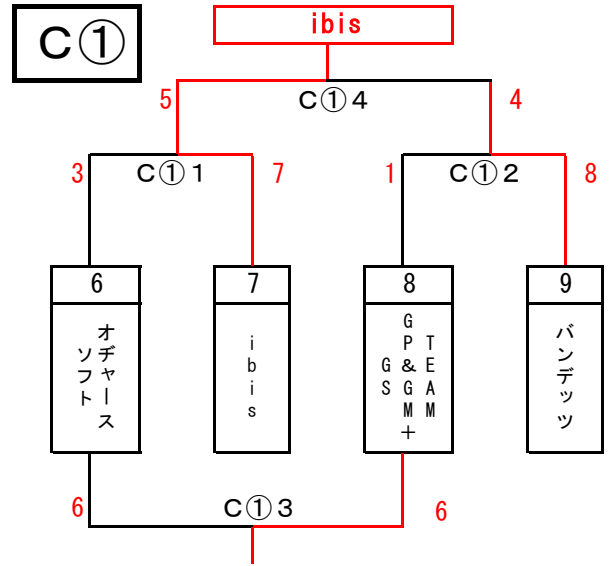 C①
ibis
5
C①4
4
3
C①1
7
1
C①2
8
6
7
8
9
オヂャース
ソフト
ibis
TEAM
GP&GM+
GS
バンデッツ
6
C①3
6